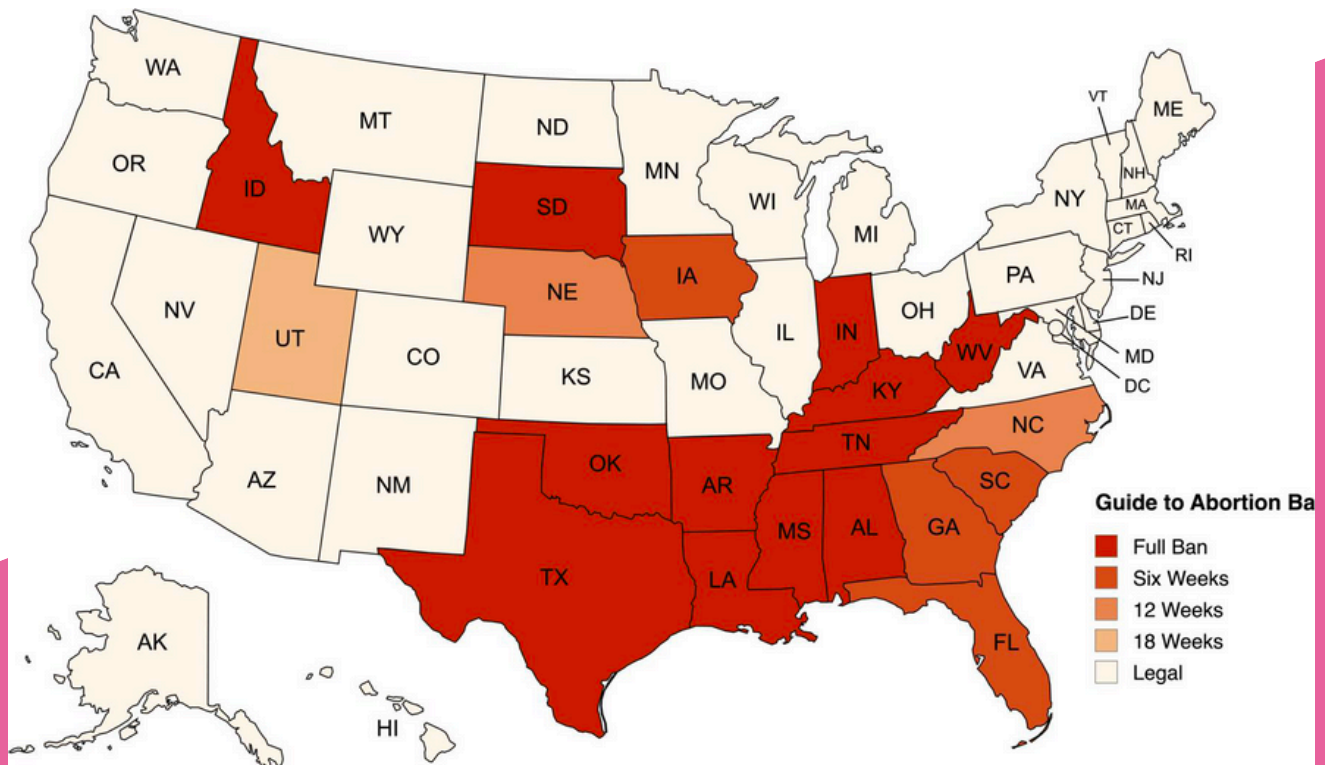 WA
MT
ND
MN
VT
ME
OR
ID
SD
WI
MI
NY
NH
MA
CT
RI
WY
NE
IA
PA
NJ
NV
UT
CO
IL
IN
OH
WV
VA
DE
MD
DC
CA
KS
MO
KY
NC
AZ
NM
OK
AR
TN
SC
MS
AL
GA
TX
LA
FL
AK
HI
Guide to Abortion Ba
Full Ban
Six Weeks
12 Weeks
18 Weeks
Legal